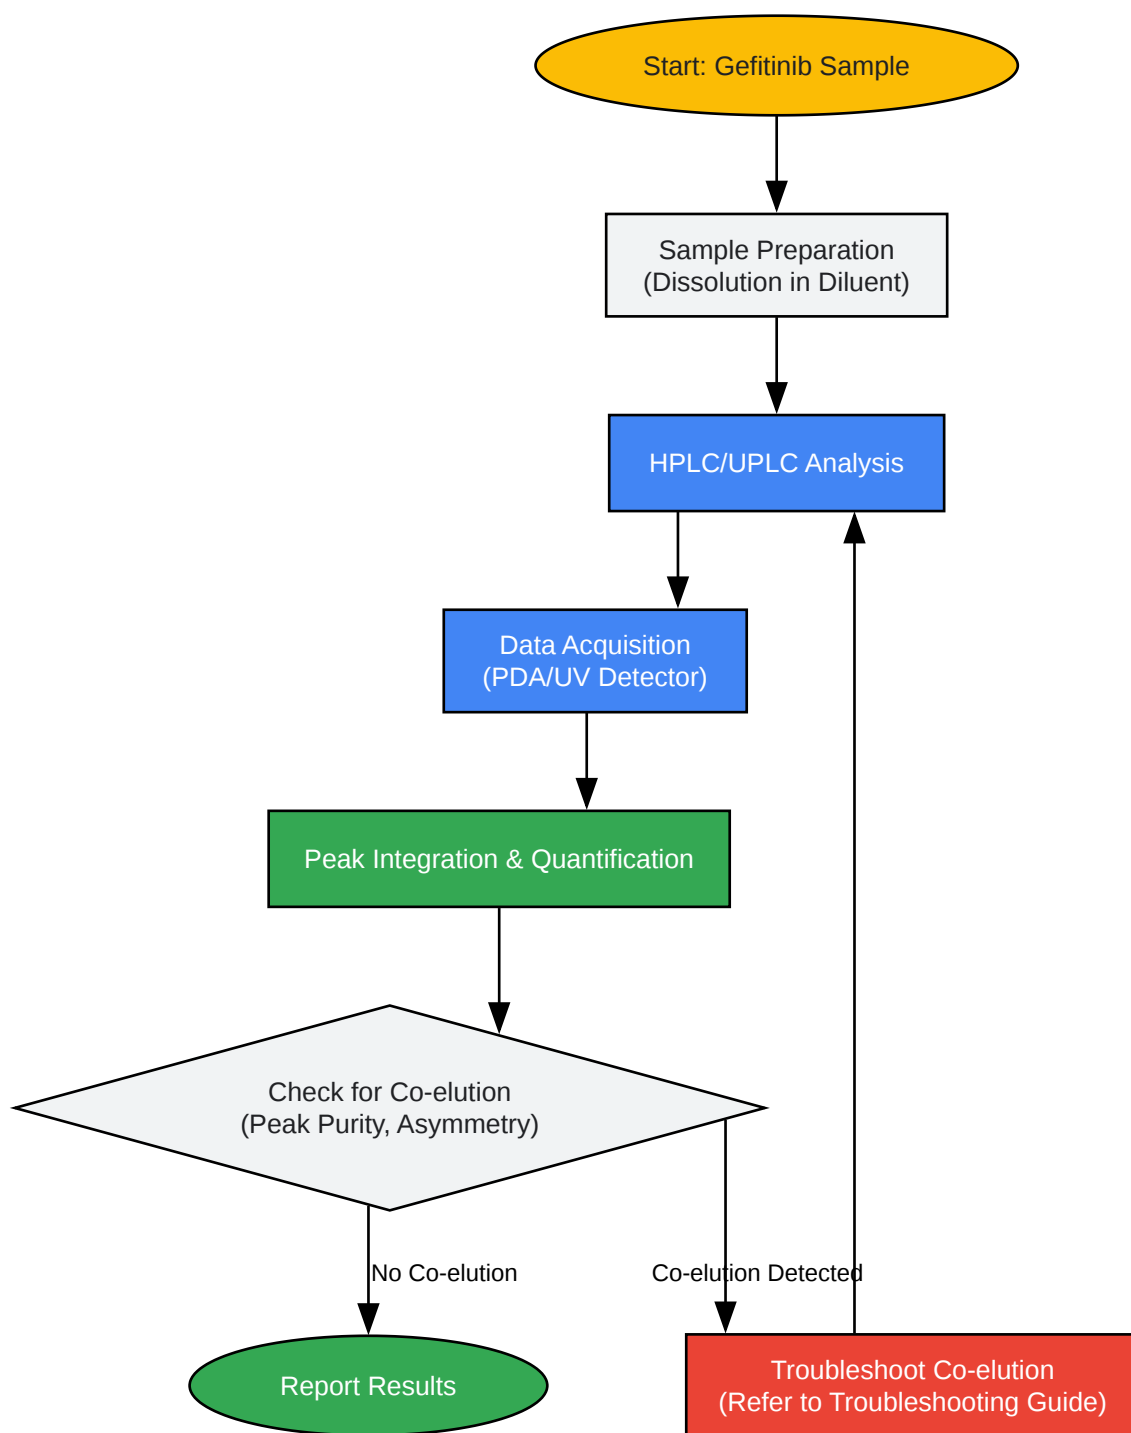 Start: Gefitinib Sample
Sample Preparation
(Dissolution in Diluent)
HPLC/UPLC Analysis
Data Acquisition
(PDA/UV Detector)
Peak Integration & Quantification
Check for Co-elution
(Peak Purity, Asymmetry)
No Co-elution
Co-elution Detected
Report Results
Troubleshoot Co-elution
(Refer to Troubleshooting Guide)